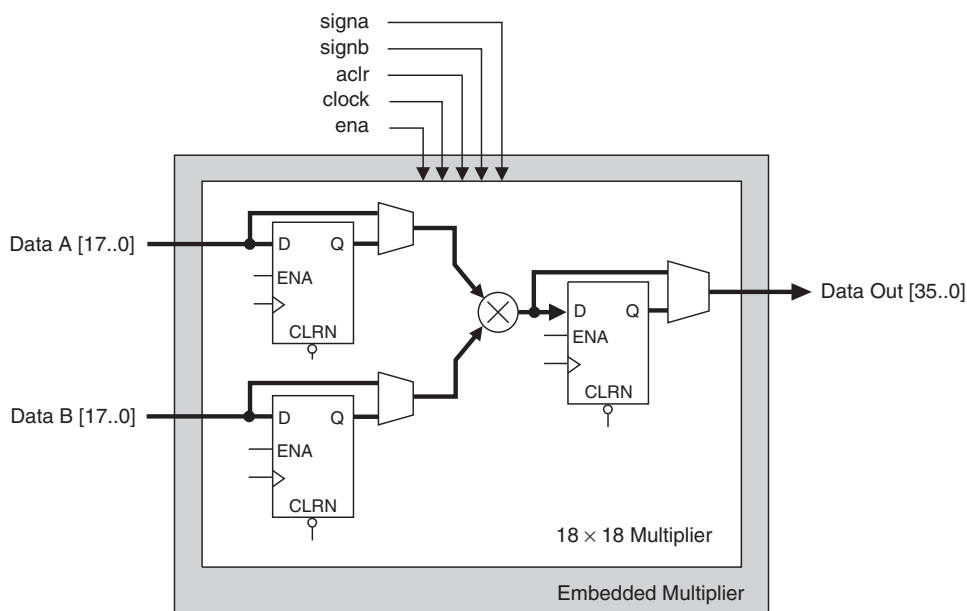 signa
signb
aclr
clock
ena
Data A [17..0]
D Q
ENA
CLRN
Data B [17..0]
D Q
ENA
CLRN
D Q
ENA
CLRN
Data Out [35..0]
18 × 18 Multiplier
Embedded Multiplier